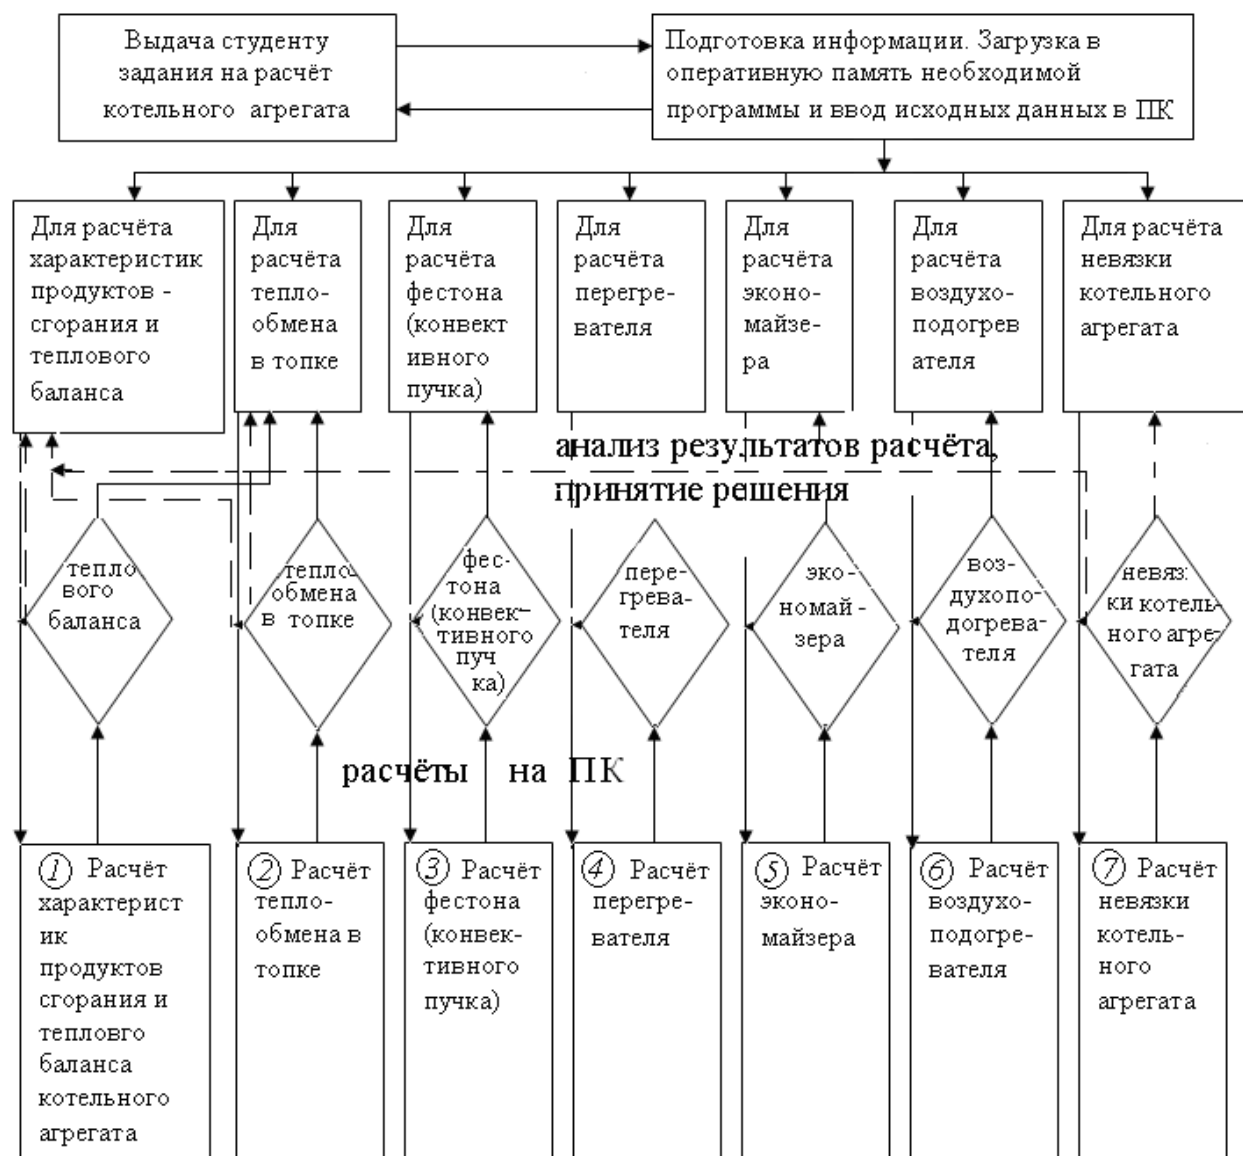 Выдача студенту
задания на расчёт
котельного агрегата
Подготовка информации. Загрузка в
оперативную память необходимой
программы и ввод исходных данных в ПК
Для расчёта
характеристик
продуктов -
сгорания и
теплового
баланса
Для
расчёта
тепло-
обмена
в топке
Для
расчёта
фестона
(конвект
ивного
пучка)
Для
расчёта
перегре-
вателя
Для
расчёта
эконо-
майзе-
ра
Для
расчёта
воздухо-
подогрев
ателя
Для расчёта
невязки
котельного
агрегата
анализ результатов расчёта,
принятие решения
тепло
вого
баланса
тепло-
обмена
в топке
фес-
тона
(конвек-
тивного
пуч
ка)
пере
грева-
теля
эко-
номай -
зера
воз-
духопо-
догрева-
теля
невяз
ки котель-
ного агре-
гата
расчёты на ПК
1 Расчёт
характерист
ик
продуктов
сгорания и
тепловго
баланса
котельного
агрегата
2 Расчёт
тепло-
обмена в
топке
3 Расчёт
фестона
(конвек-
тивного
пучка)
4 Расчёт
перегре-
вателя
5 Расчёт
эконо-
майзера
6 Расчёт
воздухо-
подогре-
вателя
7 Расчёт
невязки
котель-
ного
агрегата